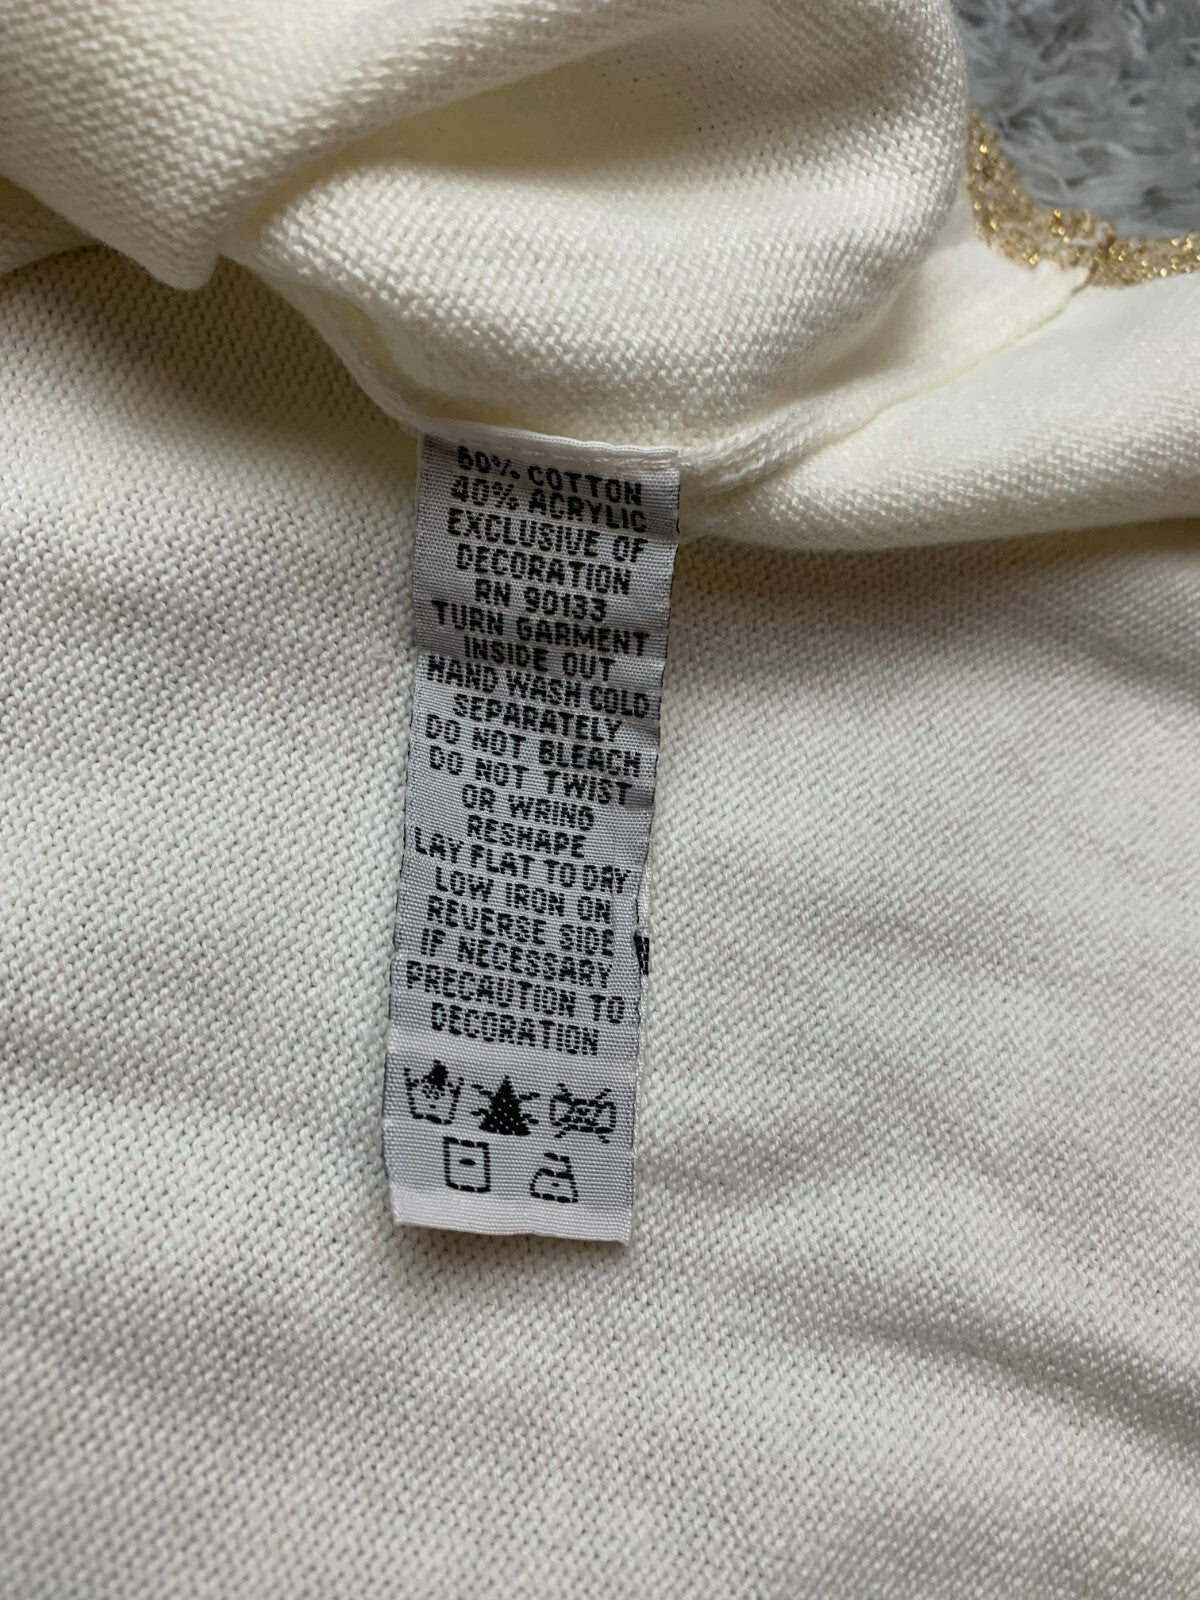 60% COTTON
40% ACRYLIC
EXCLUSIVE OF
DECORATION
RN 90133
TURN GARMENT
INSIDE OUT
HAND WASH COLD
SEPARATELY
DO NOT BLEACH
DO NOT TWIST
OR WRING
RESHAPE
LAY FLAT TO DRY
LOW IRON ON
REVERSE SIDE
IF NECESSARY
PRECAUTION TO
DECORATION